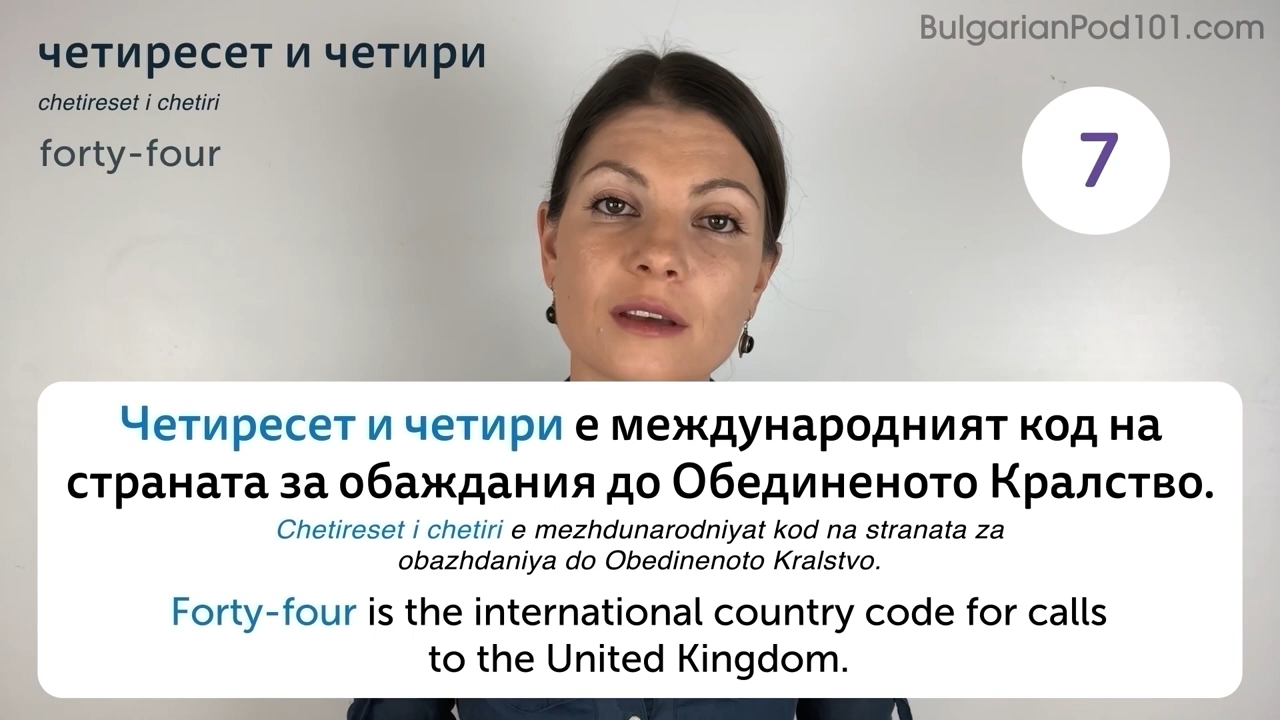 BulgarianPod101.com
четиресет и четири
chetireset i chetiri
forty-four
7
Четиресет и четири е международният код на
страната за обаждания до Обединеното Кралство.
Chetireset i chetiri e mezhdunarodniyat kod na stranata za
obazhdaniya do Obedinenoto Kralstvo.
Forty-four is the international country code for calls
to the United Kingdom.